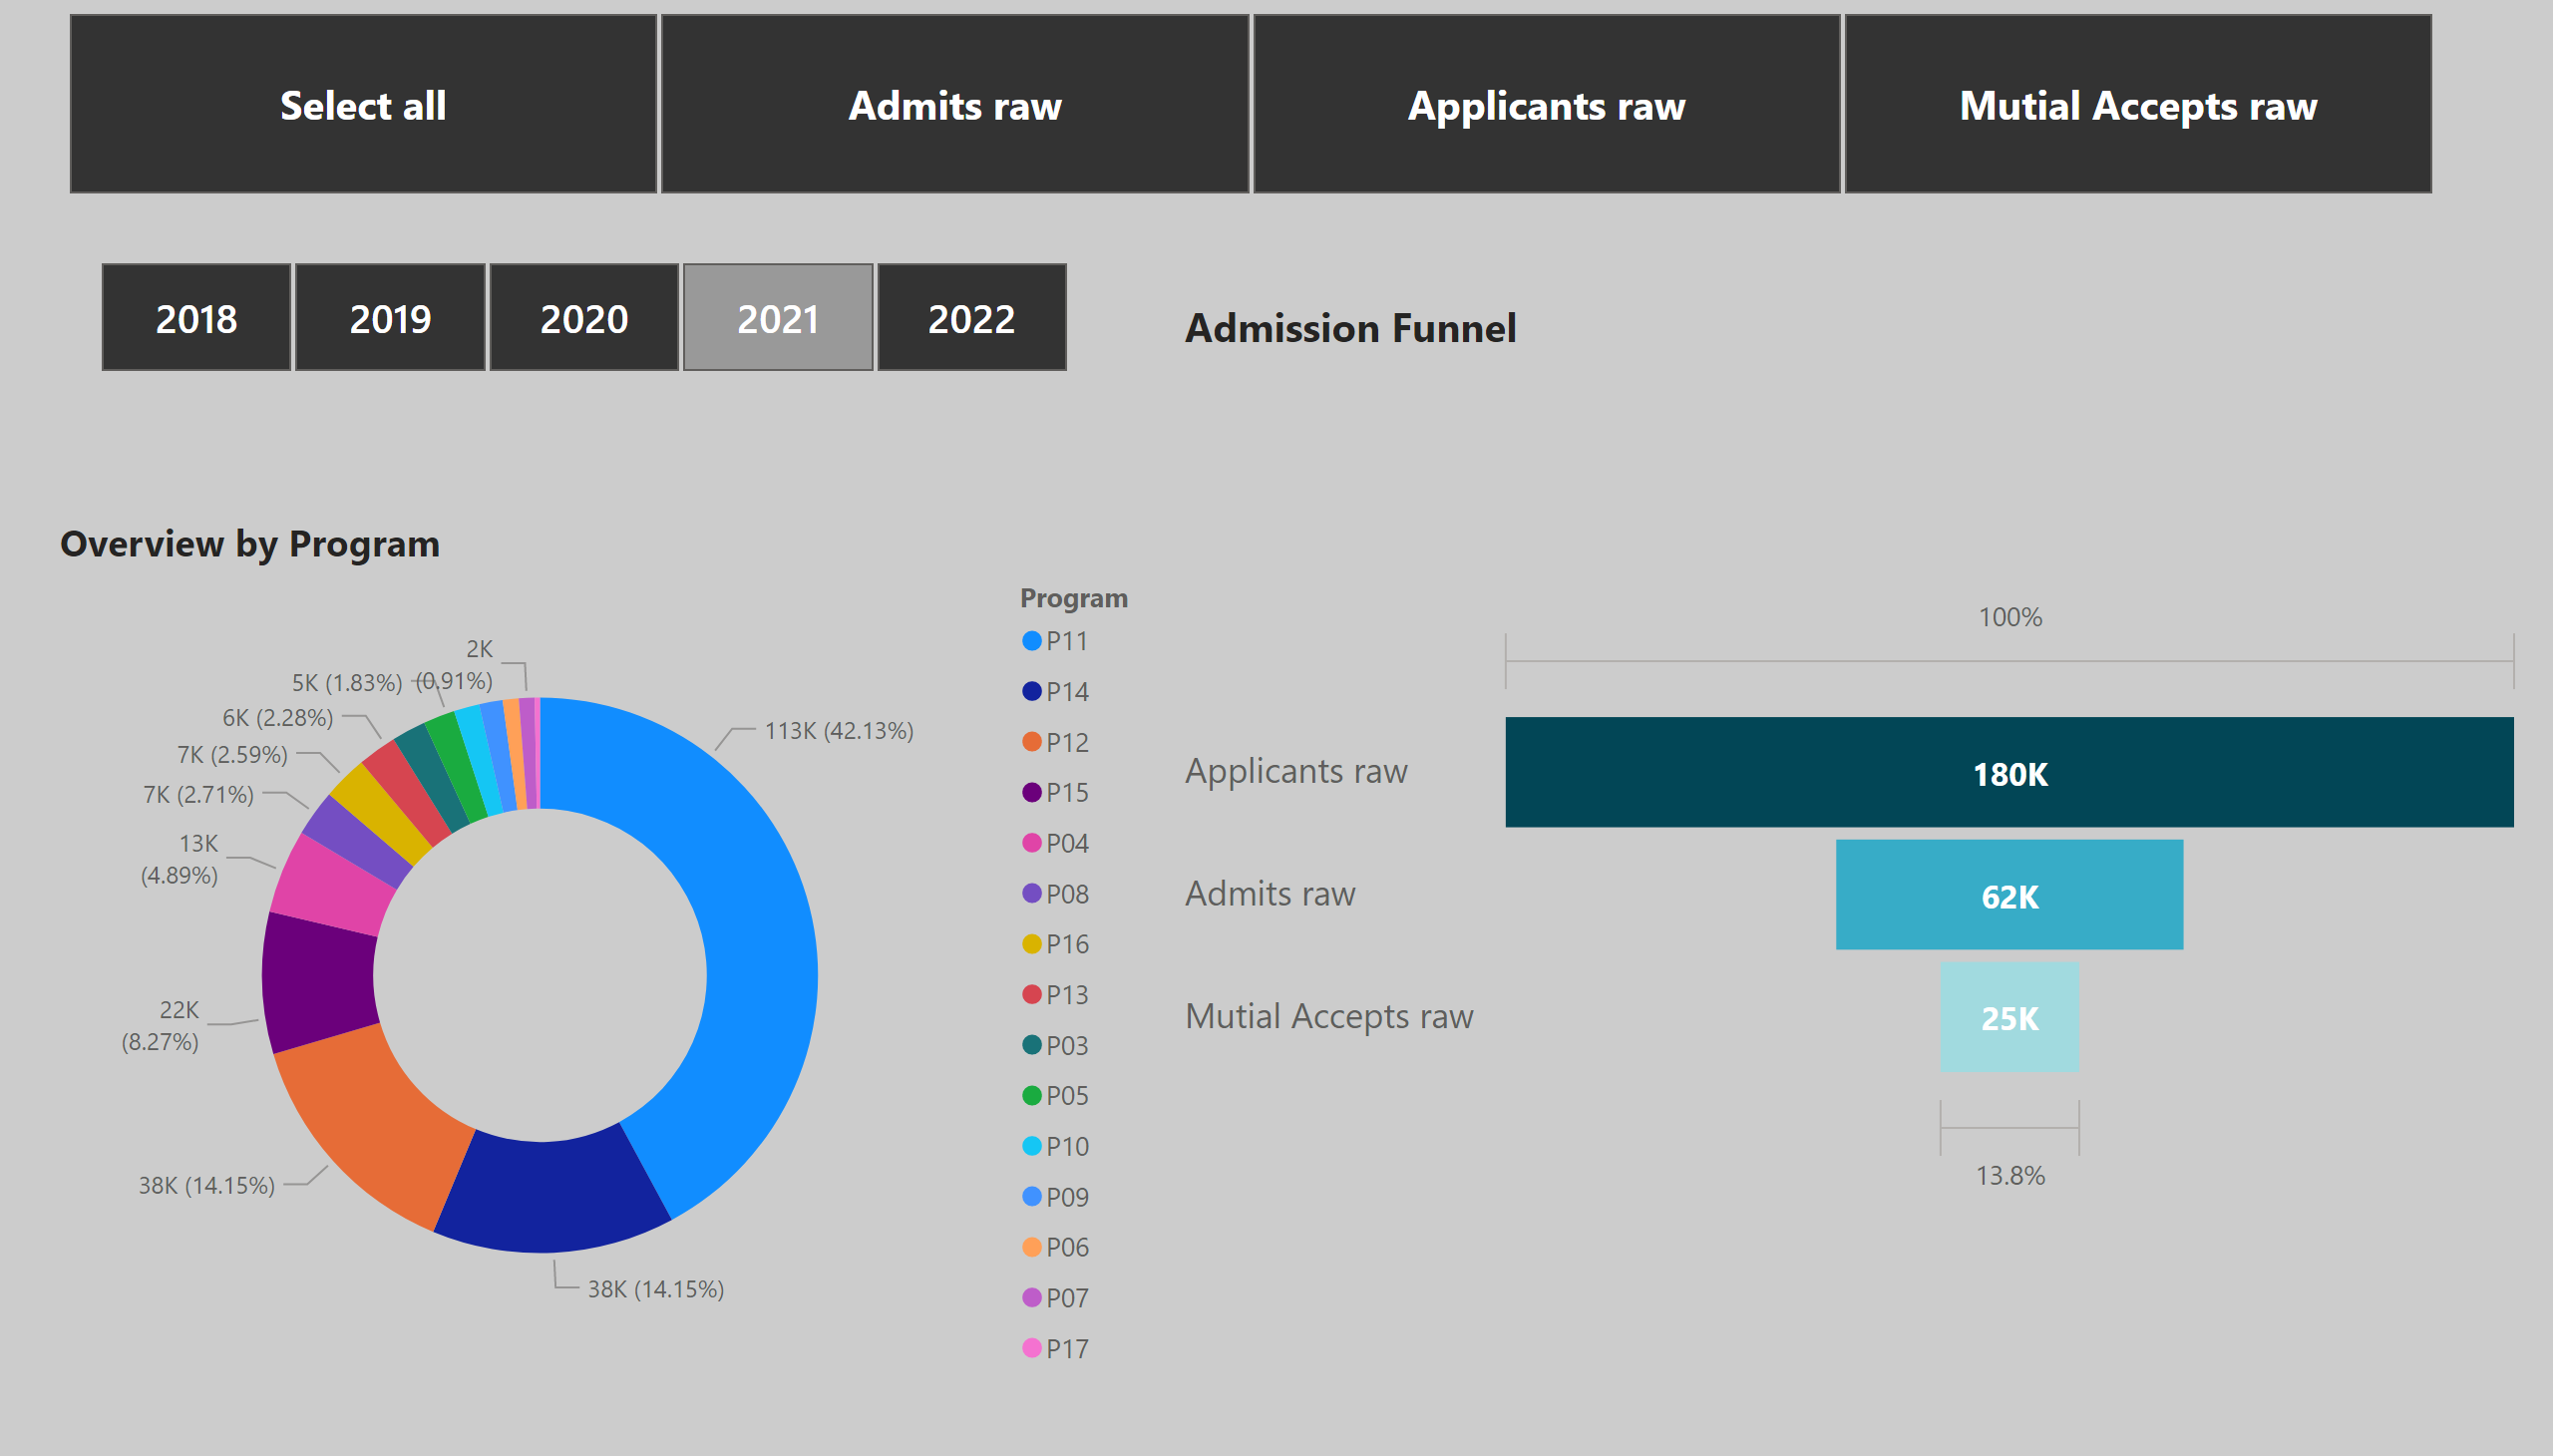 Select all
Admits raw
Applicants raw
Mutial Accepts raw
2018
2019
2020
2021
2022
Admission Funnel
Overview by Program
2K
(0.91%)
5K (1.83%)
6K (2.28%)
7K (2.59%)
7K (2.71%)
13K
(4.89%)
22K
(8.27%)
38K (14.15%)
38K (14.15%)
113K (42.13%)
Program
P11
P14
P12
P15
P04
P08
P16
P13
P03
P05
P10
P09
P06
P07
P17
100%
Applicants raw
180K
Admits raw
62K
Mutial Accepts raw
25K
13.8%